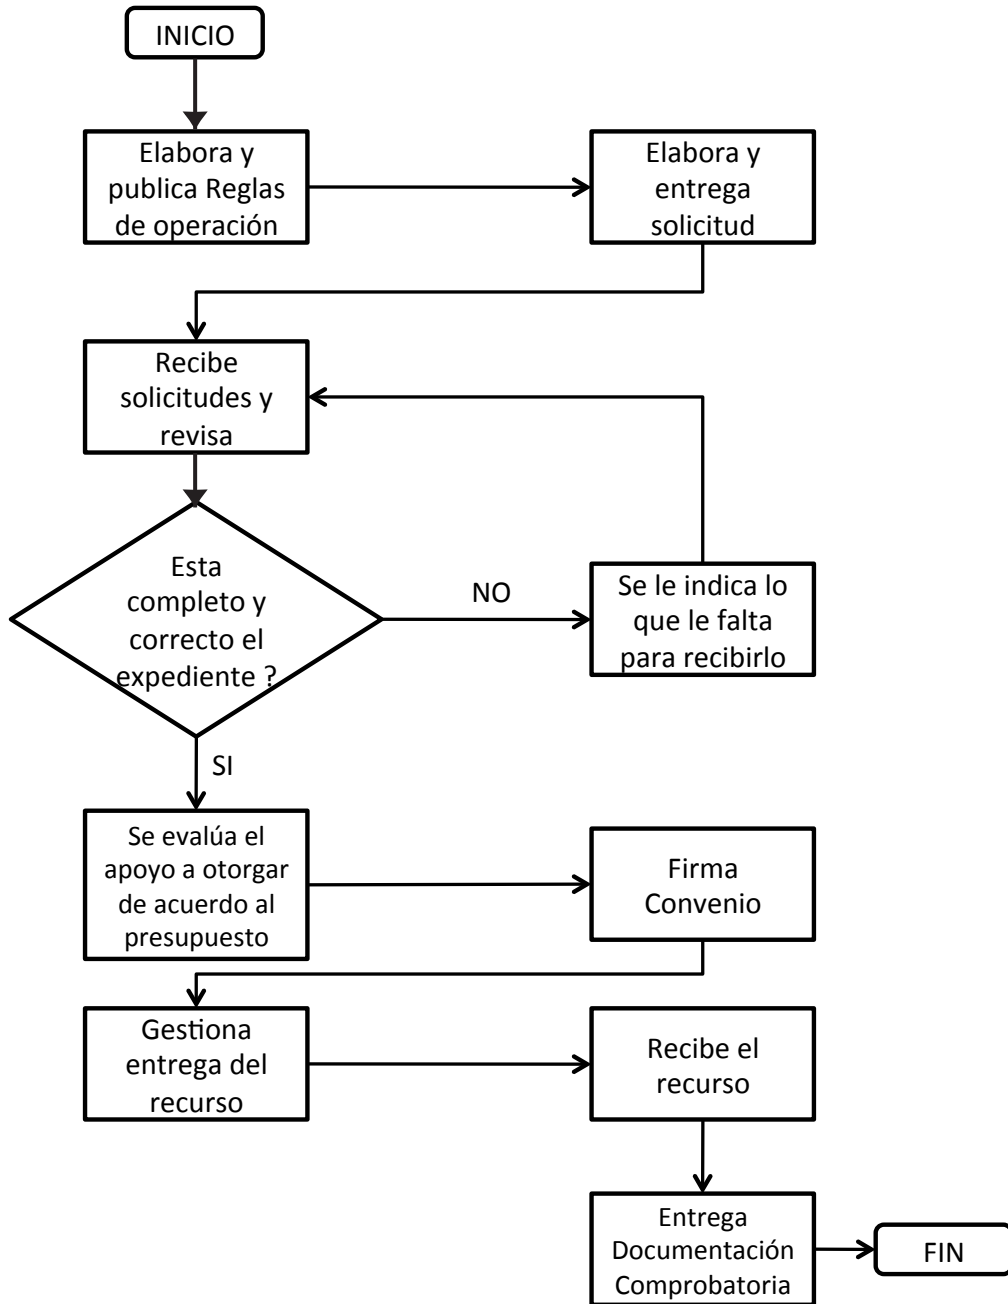 INICIO
Elabora y
publica Reglas
de operación
Elabora y
entrega
solicitud
Recibe
solicitudes y
revisa
Esta
completo y
correcto el
expediente ?
NO
Se le indica lo
que le falta
para recibirlo
SI
Se evalúa el
apoyo a otorgar
de acuerdo al
presupuesto
Firma
Convenio
Gestiona
entrega del
recurso
Recibe el
recurso
Entrega
Documentación
Comprobatoria
FIN